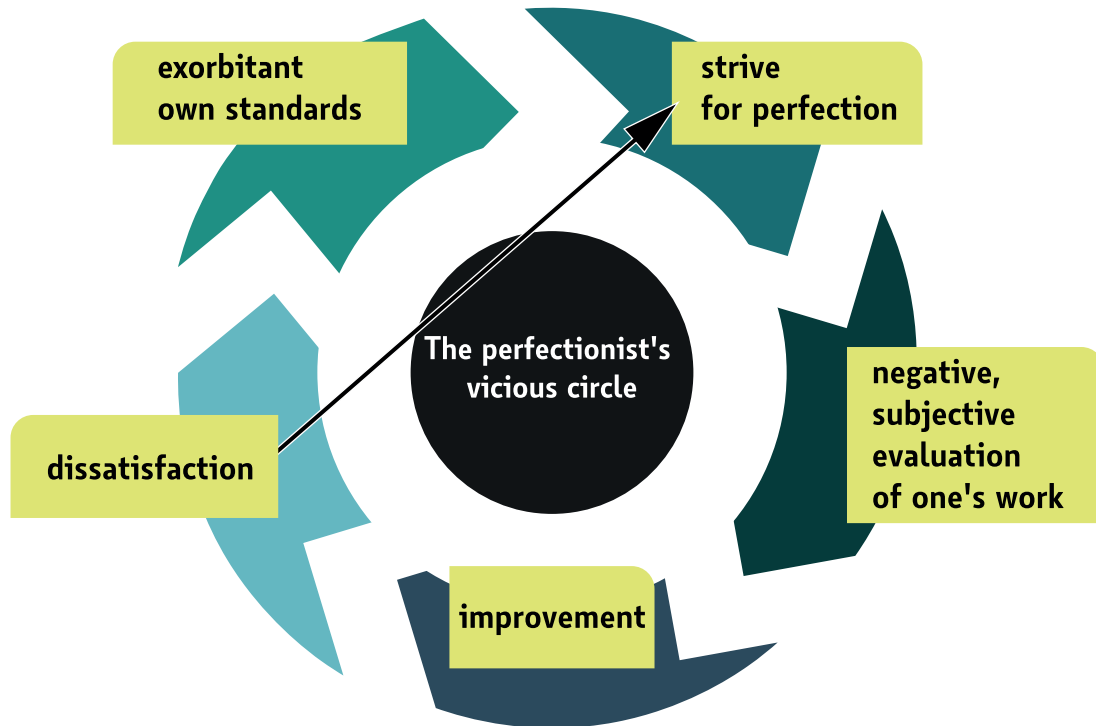 exorbitant
own standards
strive
for perfection
The perfectionist's
vicious circle
negative,
subjective
evaluation
of one's work
dissatisfaction
improvement